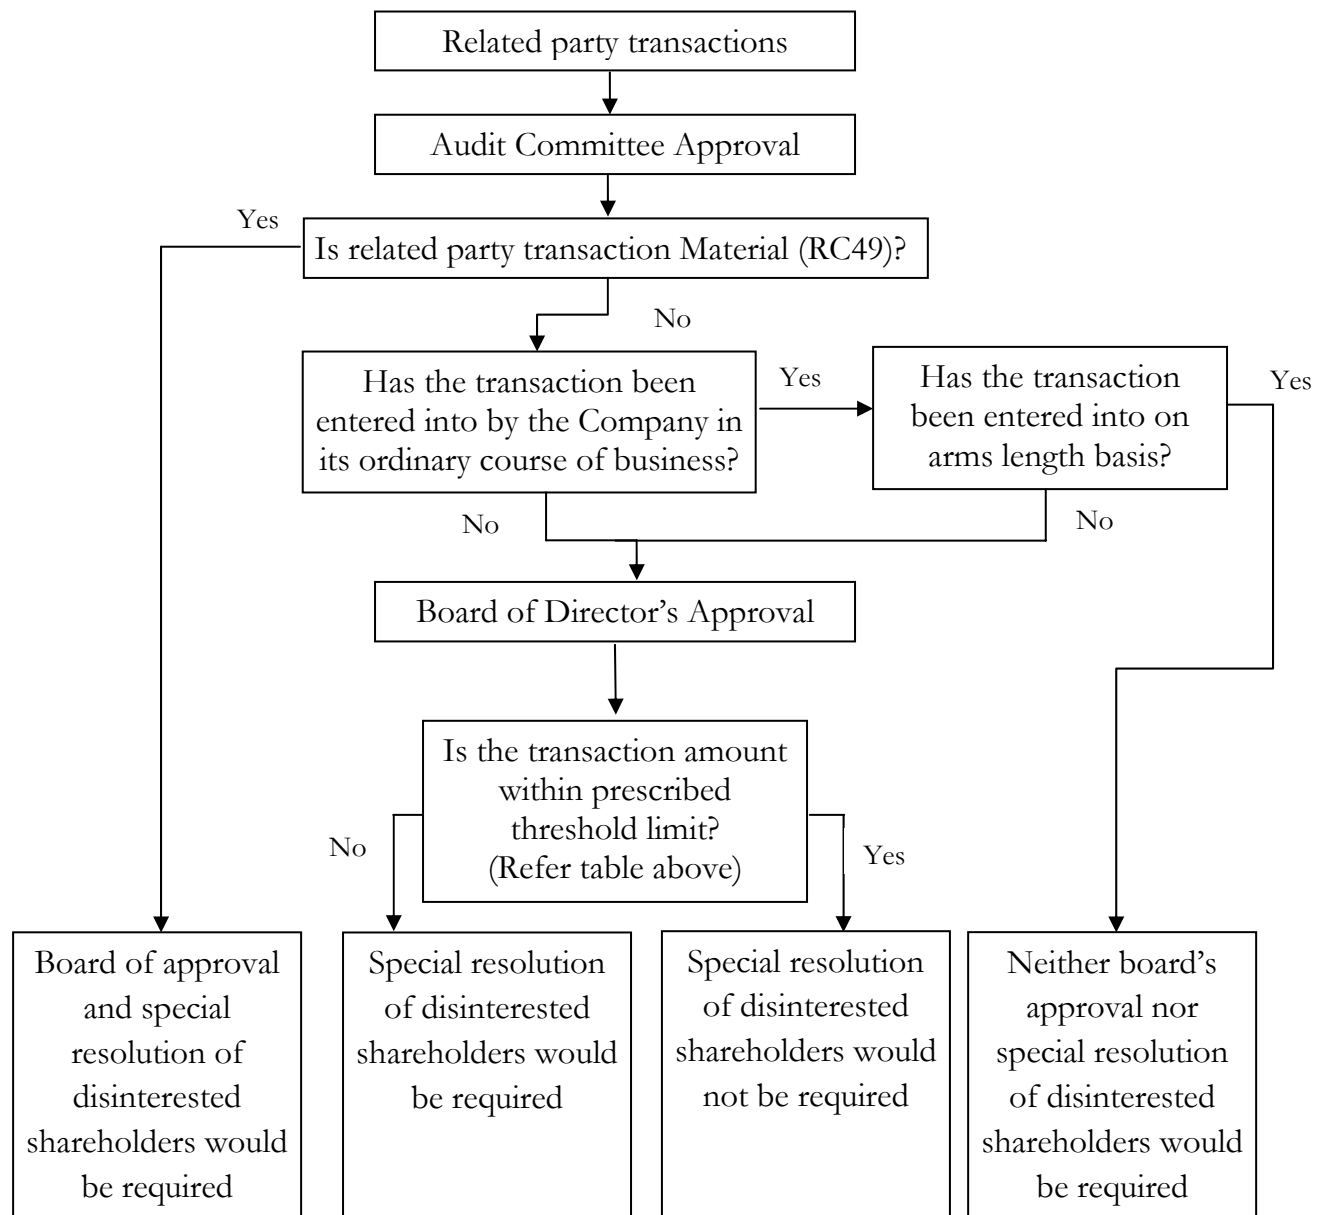 Related party transactions
Audit Committee Approval
Yes
Is related party transaction Material (RC49)?
No
Has the transaction been
entered into by the Company in
its ordinary course of business?
Yes
Has the transaction
been entered into on
arms length basis?
Yes
No
No
Board of Director’s Approval
Is the transaction amount
within prescribed
threshold limit?
(Refer table above)
No
Yes
Board of approval
and special
resolution of
disinterested
shareholders would
be required
Special resolution
of disinterested
shareholders would
be required
Special resolution
of disinterested
shareholders would
not be required
Neither board’s
approval nor
special resolution
of disinterested
shareholders would
be required